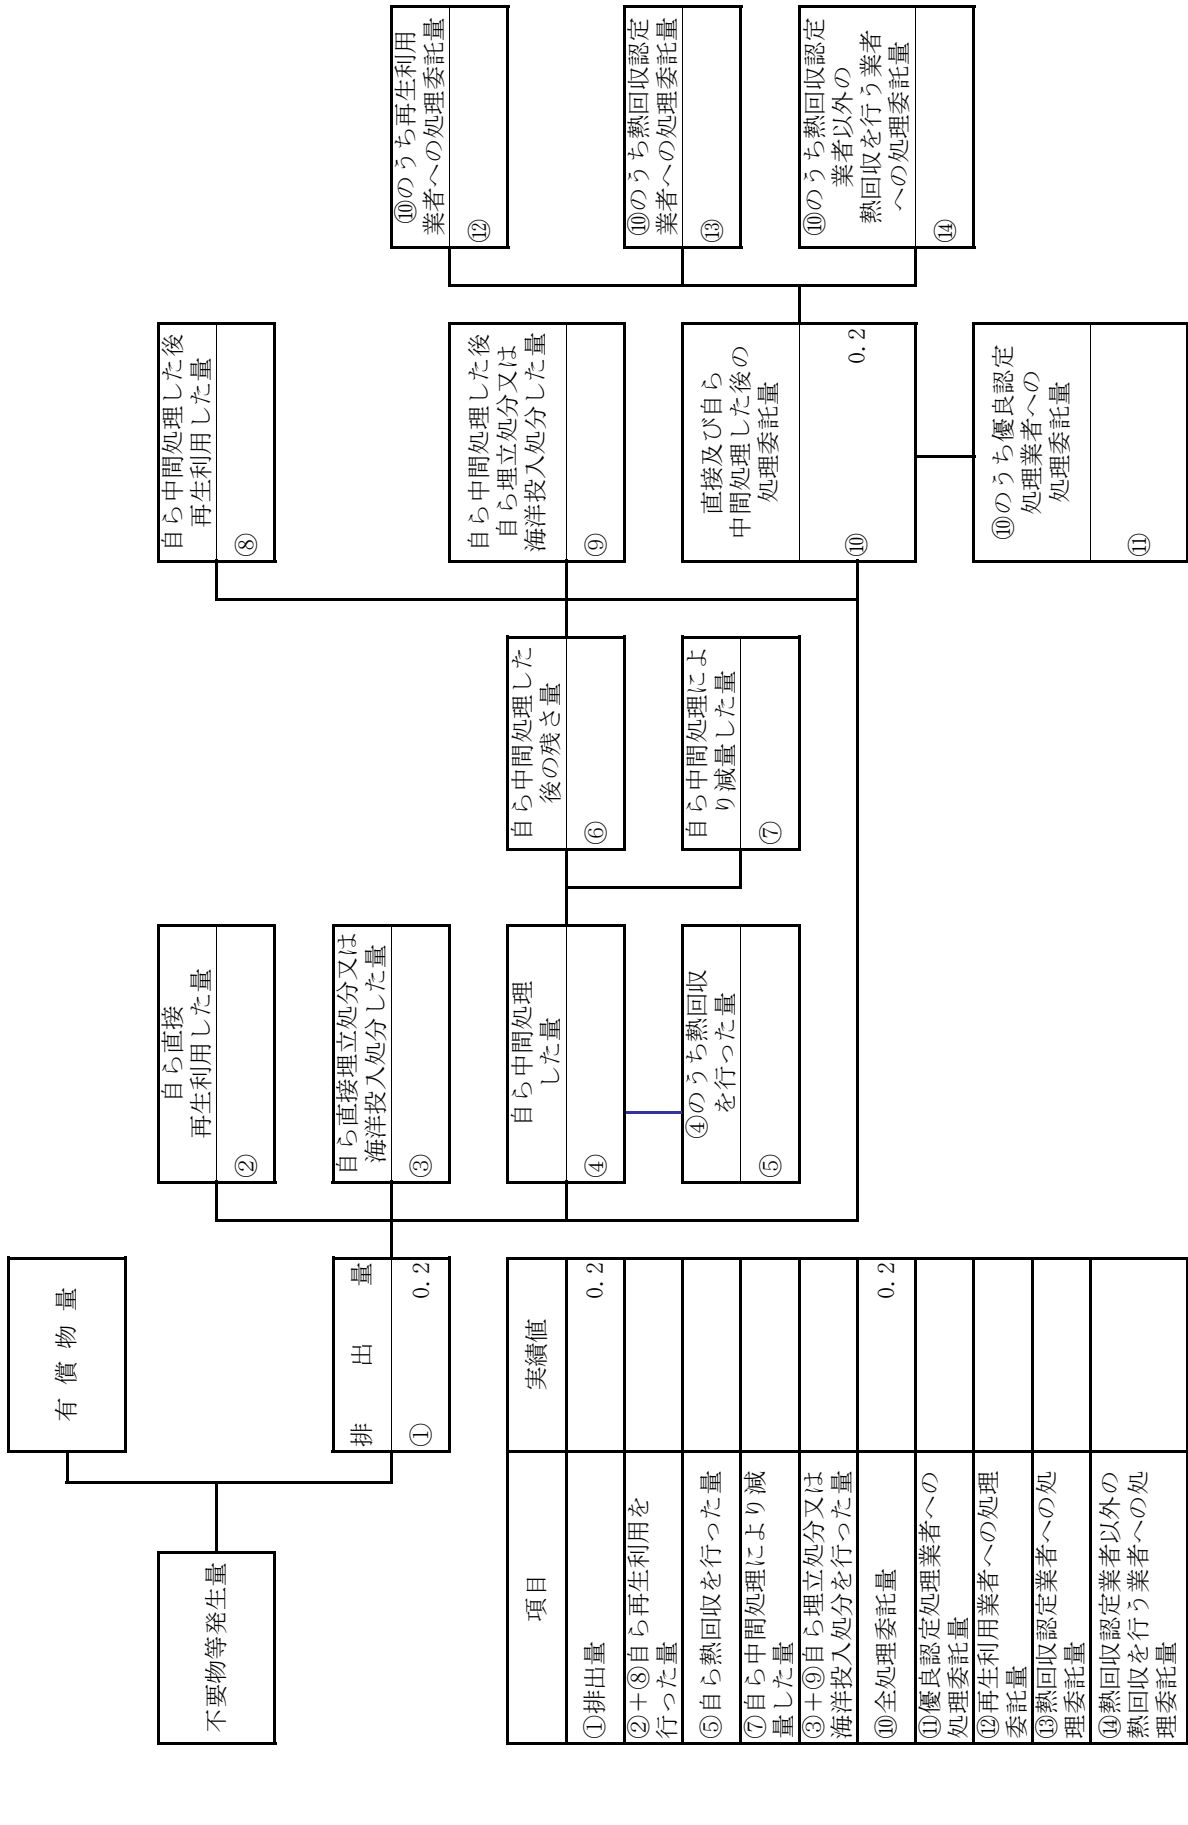 不要物等発生量
有償物量
排出量
① 0.2
自ら直接
再生利用した量
②
自ら直接埋立処分又は
海洋投入処分した量
③
自ら中間処理
した量
④
④のうち熱回収
を行った量
⑤
自ら中間処理した
後の残さ量
⑥
自ら中間処理によ
り減量した量
⑦
自ら中間処理した後
再生利用した量
⑧
自ら中間処理した後
自ら埋立処分又は
海洋投入処分した量
⑨
直接及び自ら
中間処理した後の
処理委託量
⑩ 0.2
⑩のうち優良認定
処理業者への
処理委託量
⑪
⑩のうち再生利用
業者への処理委託量
⑫
⑩のうち熱回収認定
業者への処理委託量
⑬
⑩のうち熱回収認定
業者以外の
熱回収を行う業者
への処理委託量
⑭
項目 実績値
①排出量 0.2
②+⑧自ら再生利用を
行った量
⑤自ら熱回収を行った量
⑦自ら中間処理により減
量した量
③+⑨自ら埋立処分又は
海洋投入処分を行った量
⑩全処理委託量 0.2
⑪優良認定処理業者への
処理委託量
⑫再生利用業者への処理
委託量
⑬熱回収認定業者への処
理委託量
⑭熱回収認定業者以外の
熱回収を行う業者への処
理委託量